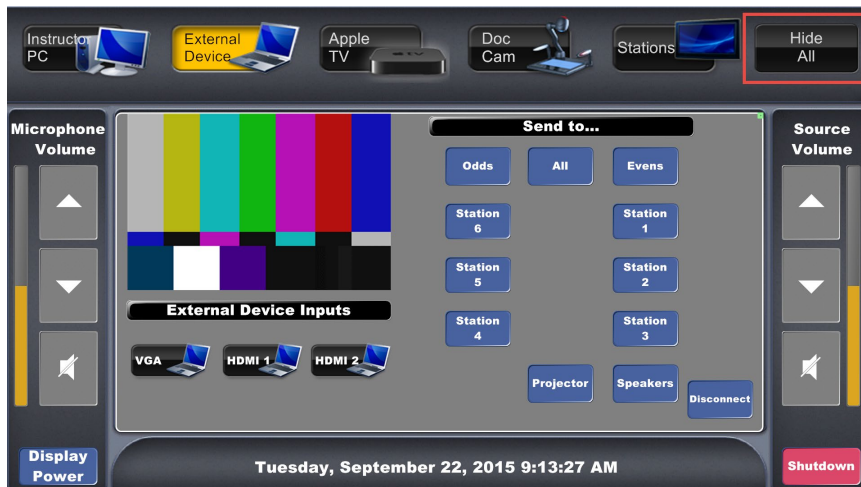 Instructor
PC
External
Device
Apple
TV
tv
Doc
Cam
Stations
Hide
All
Microphone
Volume
Send to...
Source
Volume
Odds
All
Evens
Station
6
Station
1
Station
5
Station
2
External Device Inputs
Station
4
Station
3
VGA
HDMI 1
HDMI 2
Projector
Speakers
Disconnect
Display
Power
Tuesday, September 22, 2015 9:13:27 AM
Shutdown